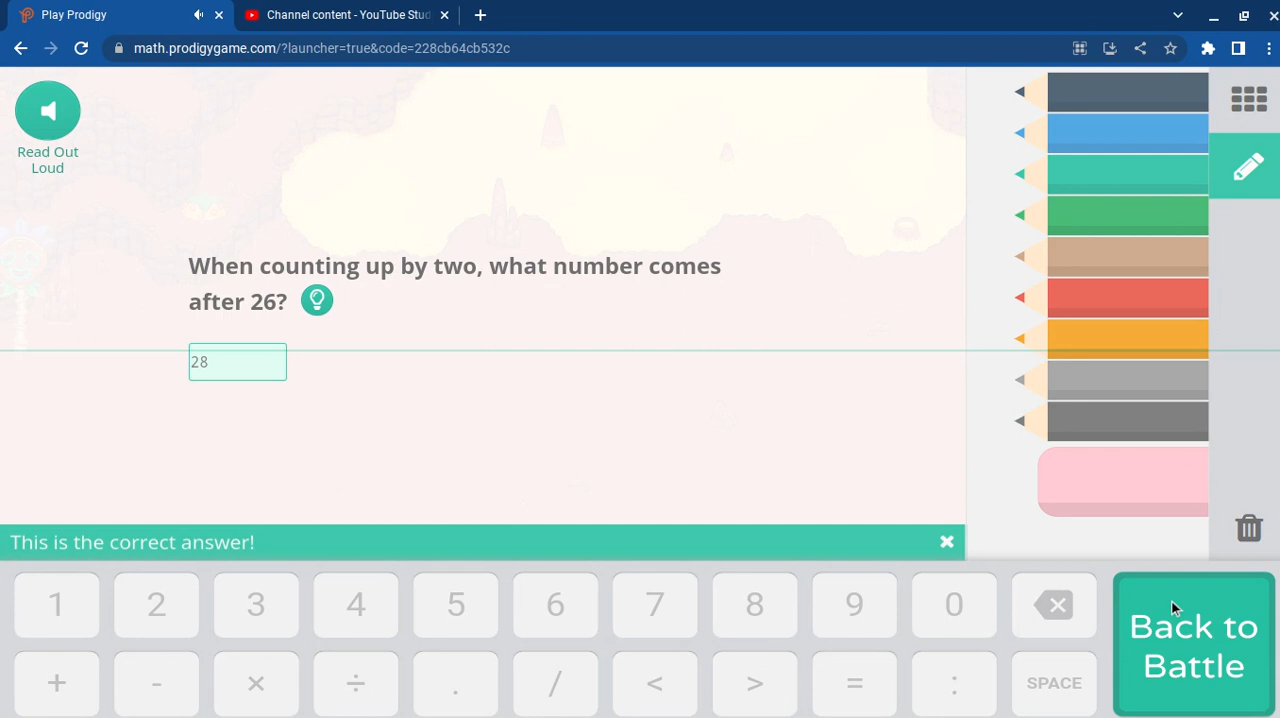 Play Prodigy
Channel content - YouTube Stud
math.prodigygame.com/?launcher=true&code=228cb64cb532c
Read Out
Loud
When counting up by two, what number comes
after 26?
28
This is the correct answer!
1 2 3 4 5 6 7 8 9 0
+ - × ÷ . / < > = : SPACE
Back to
Battle